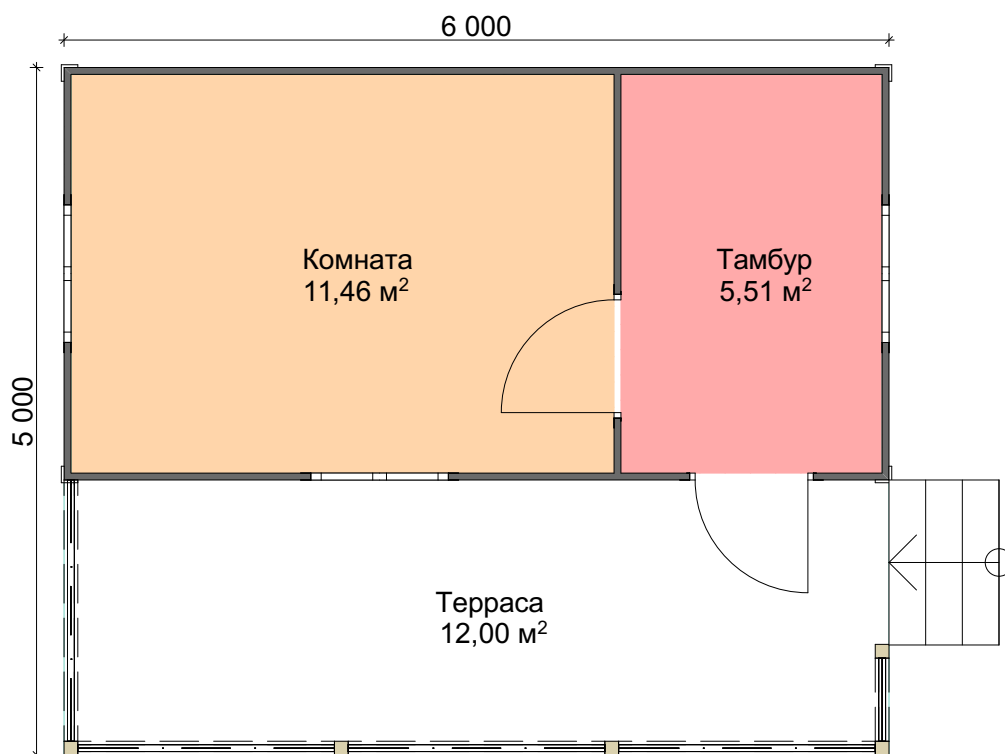 6 000
5 000
Комната
11,46 м²
Тамбур
5,51 м²
Терраса
12,00 м²